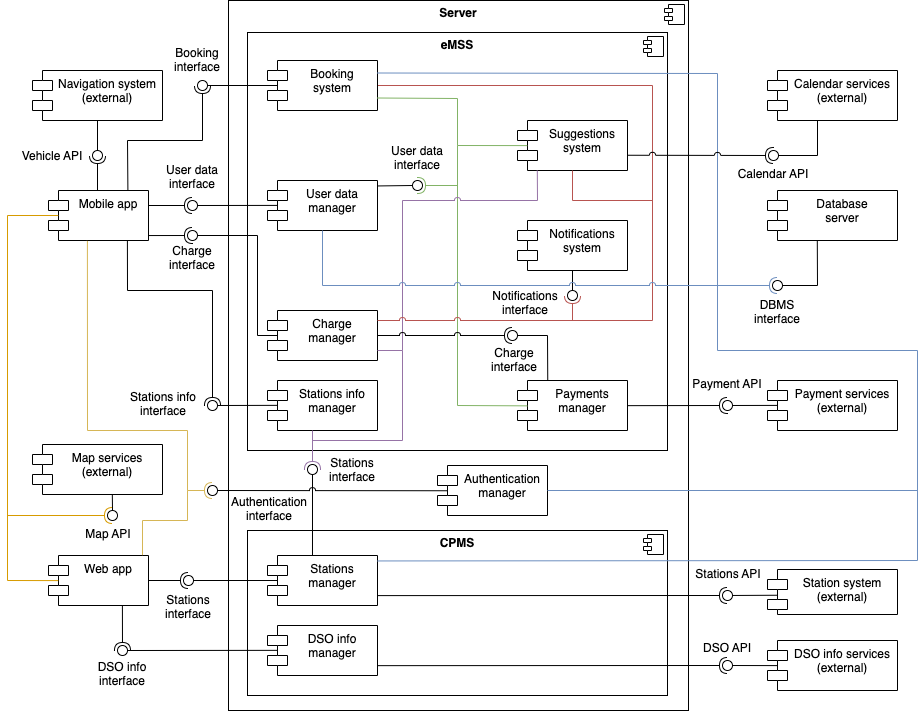 Server
eMSS
Booking
interface
Booking
system
Navigation system
(external)
Calendar services
(external)
Suggestions
system
User data
interface
Vehicle API
Calendar API
User data
interface
User data
manager
Mobile app
Database
server
Notifications
system
Charge
interface
Notifications
interface
DBMS
interface
Charge
manager
Charge
interface
Stations info
interface
Stations info
manager
Payments
manager
Payment API
Payment services
(external)
Map services
(external)
Stations
interface
Authentication
manager
Authentication
interface
Map API
CPMS
Web app
Stations
manager
Stations API
Station system
(external)
Stations
interface
DSO info
manager
DSO API
DSO info services
(external)
DSO info
interface